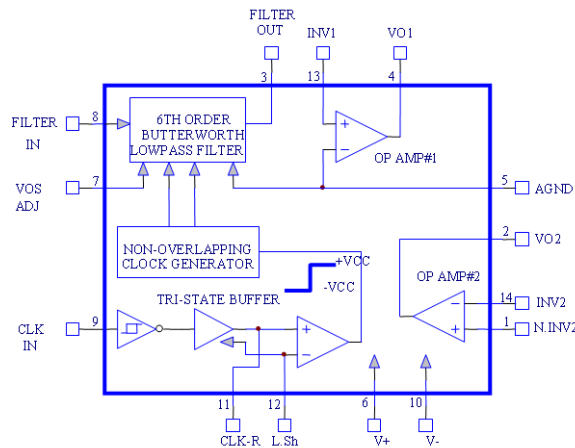 FILTER
OUT
INV1
VO1
3
13
4
8
FILTER
IN
6TH ORDER
BUTTERWORTH
LOWPASS FILTER
+
−
OP AMP#1
7
VOS
ADJ
5
AGND
2
VO2
NON-OVERLAPPING
CLOCK GENERATOR
+VCC
-VCC
OP AMP#2
TRI-STATE BUFFER
14
INV2
−
+
1
N.INV2
9
CLK
IN
+
−
11
12
6
10
CLK-R
L.Sh
V+
V-